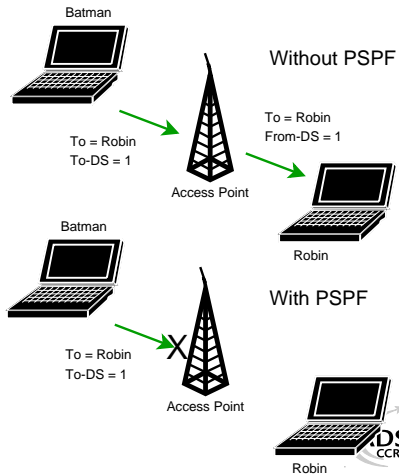 Batman
Without PSPF
To = Robin
To-DS = 1
To = Robin
From-DS = 1
Access Point
Robin
Batman
With PSPF
X
To = Robin
To-DS = 1
Access Point
Robin